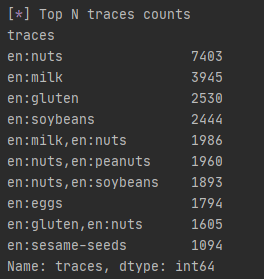 [*] Top N traces counts
traces
en:nuts 7403
en:milk 3945
en:gluten 2530
en:soybeans 2444
en:milk,en:nuts 1986
en:nuts,en:peanuts 1960
en:nuts,en:soybeans 1893
en:eggs 1794
en:gluten,en:nuts 1605
en:sesame-seeds 1094
Name: traces, dtype: int64